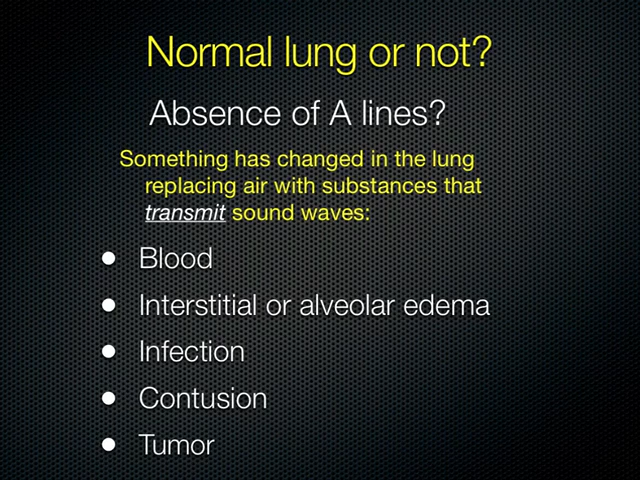 Normal lung or not?
Absence of A lines?
Something has changed in the lung
replacing air with substances that
transmit sound waves:
• Blood
• Interstitial or alveolar edema
• Infection
• Contusion
• Tumor